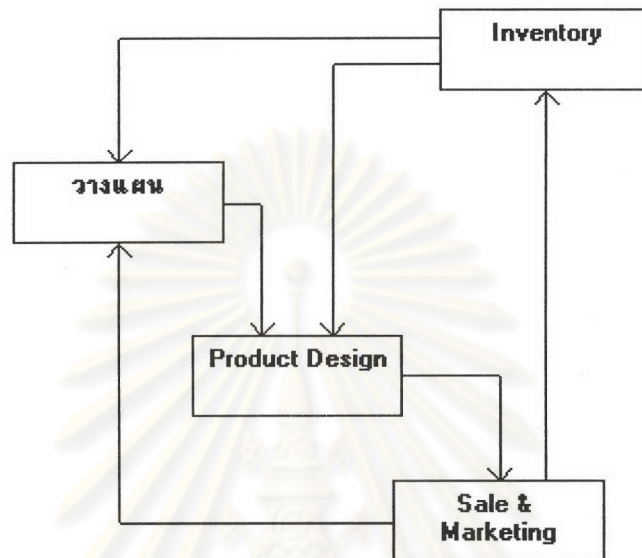 Inventory
วางแผน
Product Design
Sale &
Marketing